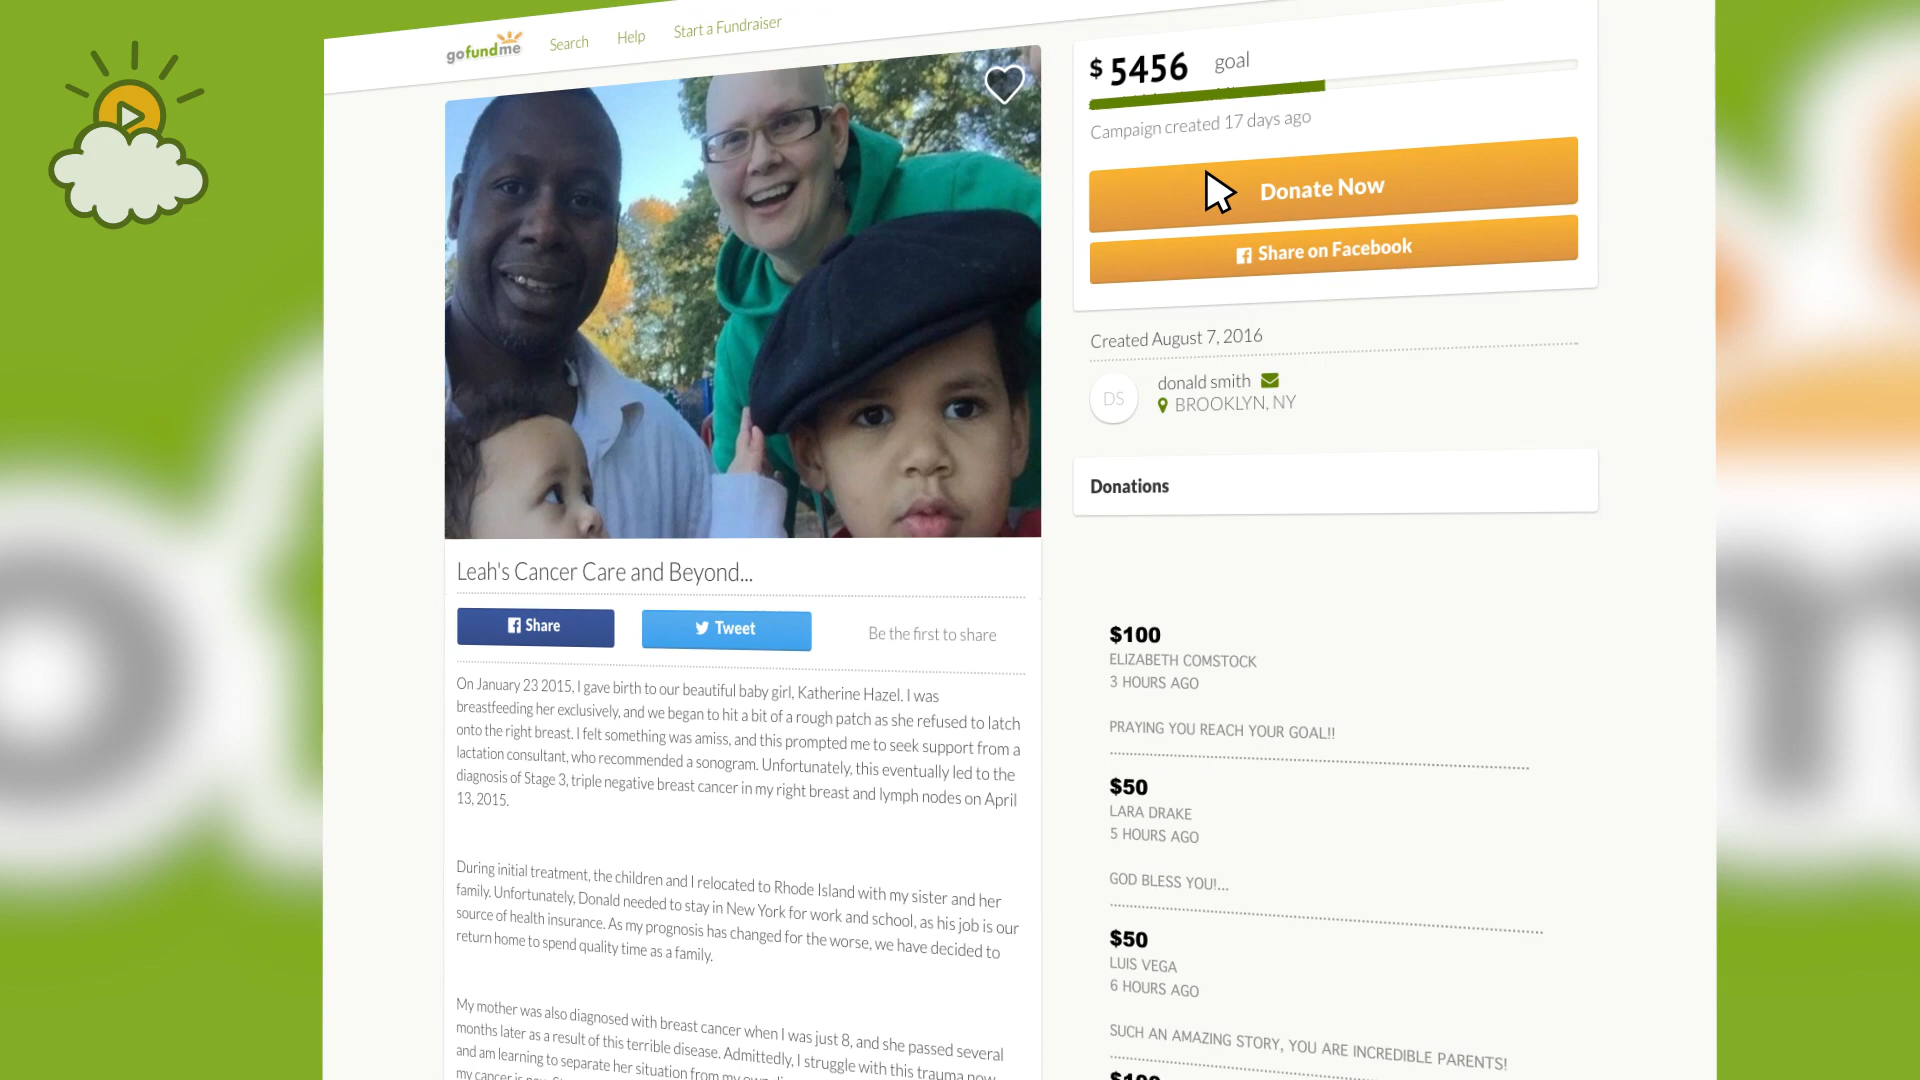 gofundme Search Help Start a Fundraiser
$ 5456 goal
Campaign created 17 days ago
Donate Now
Share on Facebook
Created August 7, 2016
DS donald smith
BROOKLYN, NY
Donations
Leah's Cancer Care and Beyond...
Share Tweet Be the first to share
On January 23 2015, I gave birth to our beautiful baby girl, Katherine Hazel. I was
breastfeeding her exclusively, and we began to hit a bit of a rough patch as she refused to latch
onto the right breast. I felt something was amiss, and this prompted me to seek support from a
lactation consultant, who recommended a sonogram. Unfortunately, this eventually led to the
diagnosis of Stage 3, triple negative breast cancer in my right breast and lymph nodes on April
13, 2015.
During initial treatment, the children and I relocated to Rhode Island with my sister and her
family. Unfortunately, Donald needed to stay in New York for work and school, as his job is our
source of health insurance. As my prognosis has changed for the worse, we have decided to
return home to spend quality time as a family.
My mother was also diagnosed with breast cancer when I was just 8, and she passed several
months later as a result of this terrible disease. Admittedly, I struggle with this trauma now
and am learning to separate her situation from my own
my cancer is
$100
ELIZABETH COMSTOCK
3 HOURS AGO
PRAYING YOU REACH YOUR GOAL!!
$50
LARA DRAKE
5 HOURS AGO
GOD BLESS YOU!...
$50
LUIS VEGA
6 HOURS AGO
SUCH AN AMAZING STORY, YOU ARE INCREDIBLE PARENTS!
$100